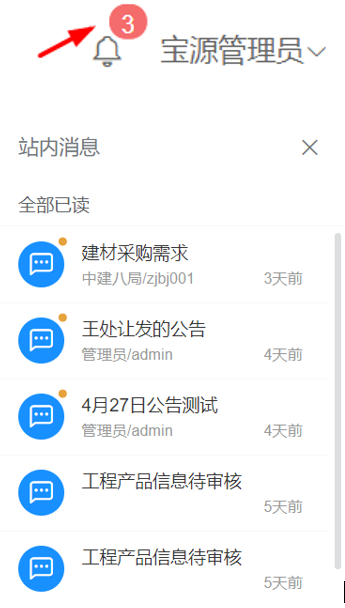 3
宝源管理员
站内消息
全部已读
建材采购需求
中建八局/zjbj001 3天前
王处让发的公告
管理员/admin 4天前
4月27日公告测试
管理员/admin 4天前
工程产品信息待审核
5天前
工程产品信息待审核
5天前